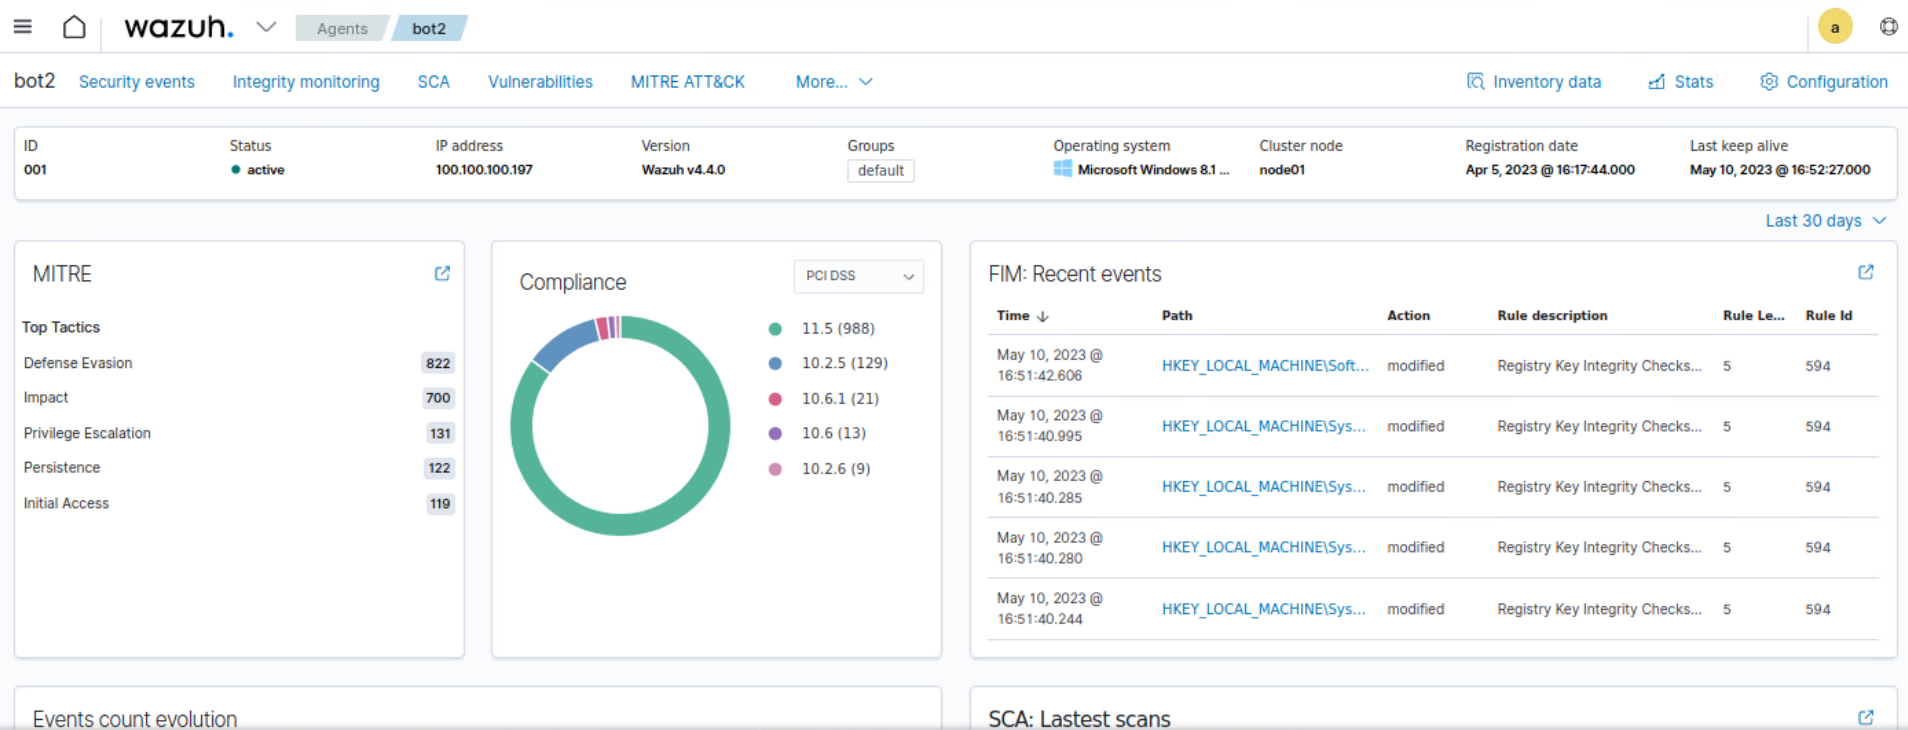 wazuh.
Agents
bot2
a
bot2
Security events
Integrity monitoring
SCA
Vulnerabilities
MITRE ATT&CK
More...
Inventory data
Stats
Configuration
ID
001
Status
active
IP address
100.100.100.197
Version
Wazuh v4.4.0
Groups
default
Operating system
Microsoft Windows 8.1 ...
Cluster node
node01
Registration date
Apr 5, 2023 @ 16:17:44.000
Last keep alive
May 10, 2023 @ 16:52:27.000
Last 30 days
MITRE
Top Tactics
Defense Evasion 822
Impact 700
Privilege Escalation 131
Persistence 122
Initial Access 119
Compliance
PCI DSS
11.5 (988)
10.2.5 (129)
10.6.1 (21)
10.6 (13)
10.2.6 (9)
FIM: Recent events
Time Path Action Rule description Rule Le... Rule Id
May 10, 2023 @
16:51:42.606
HKEY_LOCAL_MACHINE\Soft... modified Registry Key Integrity Checks... 5 594
May 10, 2023 @
16:51:40.995
HKEY_LOCAL_MACHINE\Sys... modified Registry Key Integrity Checks... 5 594
May 10, 2023 @
16:51:40.285
HKEY_LOCAL_MACHINE\Sys... modified Registry Key Integrity Checks... 5 594
May 10, 2023 @
16:51:40.280
HKEY_LOCAL_MACHINE\Sys... modified Registry Key Integrity Checks... 5 594
May 10, 2023 @
16:51:40.244
HKEY_LOCAL_MACHINE\Sys... modified Registry Key Integrity Checks... 5 594
Events count evolution
SCA: Lastest scans